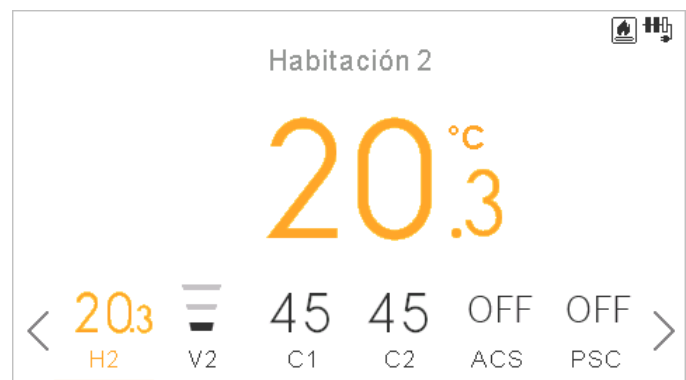 Habitación 2
20.3 °C
20.3 45 45 OFF OFF
H2 V2 C1 C2 ACS PSC